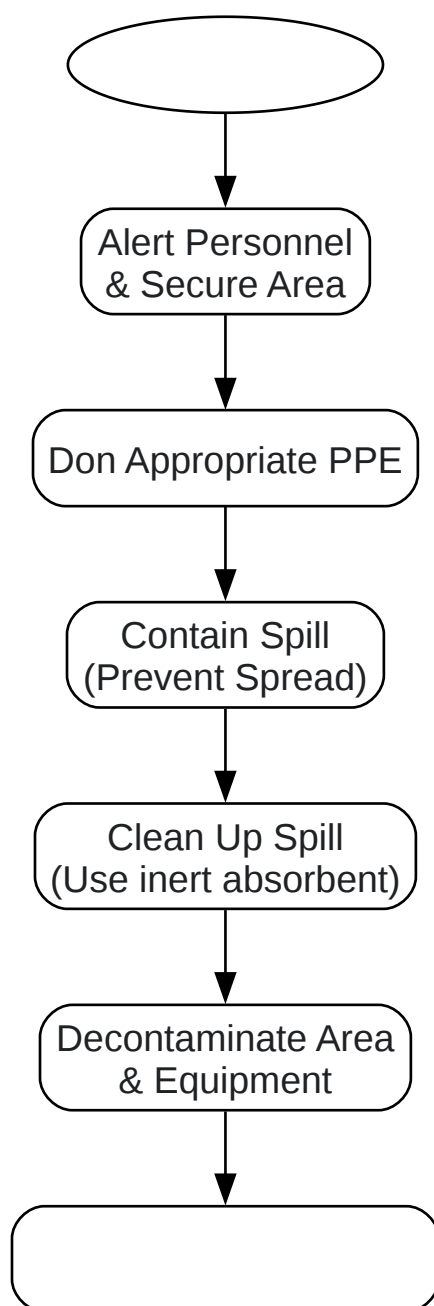 Alert Personnel
& Secure Area
Don Appropriate PPE
Contain Spill
(Prevent Spread)
Clean Up Spill
(Use inert absorbent)
Decontaminate Area
& Equipment